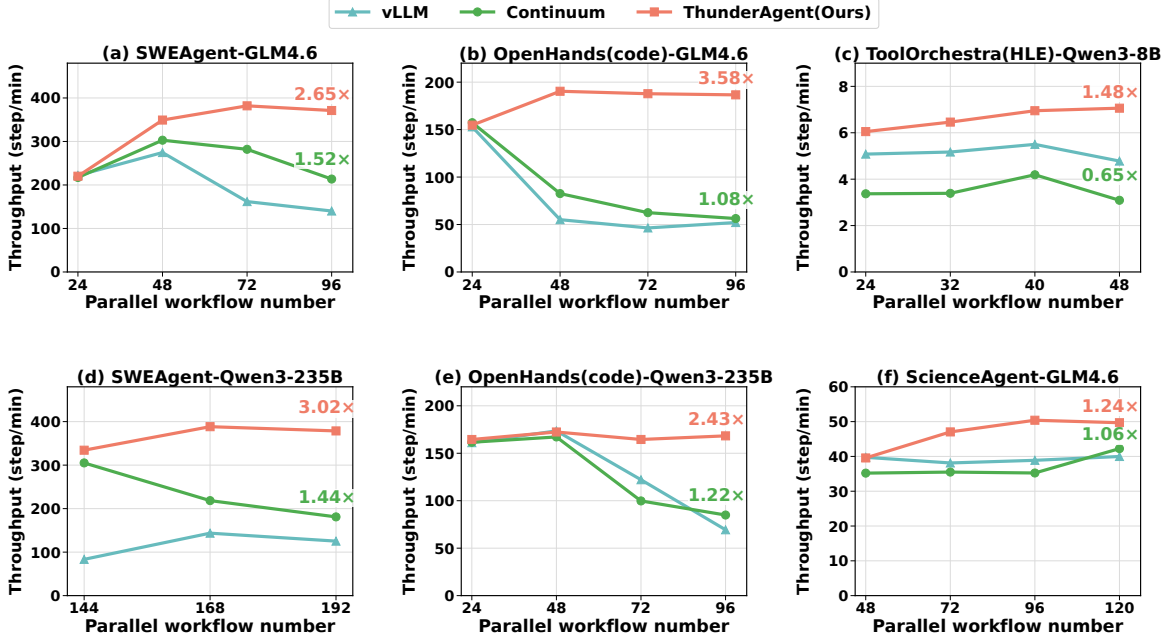 vLLM Continuum ThunderAgent(Ours)
(a) SWEAgent-GLM4.6
Throughput (step/min)
400
300
200
100
0
2.65×
1.52×
24 48 72 96
Parallel workflow number
(b) OpenHands(code)-GLM4.6
Throughput (step/min)
200
150
100
50
0
3.58×
1.08×
24 48 72 96
Parallel workflow number
(c) ToolOrchestra(HLE)-Qwen3-8B
Throughput (step/min)
8
6
4
2
0
1.48×
0.65×
24 32 40 48
Parallel workflow number
(d) SWEAgent-Qwen3-235B
Throughput (step/min)
400
300
200
100
0
3.02×
1.44×
144 168 192
Parallel workflow number
(e) OpenHands(code)-Qwen3-235B
Throughput (step/min)
200
150
100
50
0
2.43×
1.22×
24 48 72 96
Parallel workflow number
(f) ScienceAgent-GLM4.6
Throughput (step/min)
60
50
40
30
20
10
0
1.24×
1.06×
48 72 96 120
Parallel workflow number